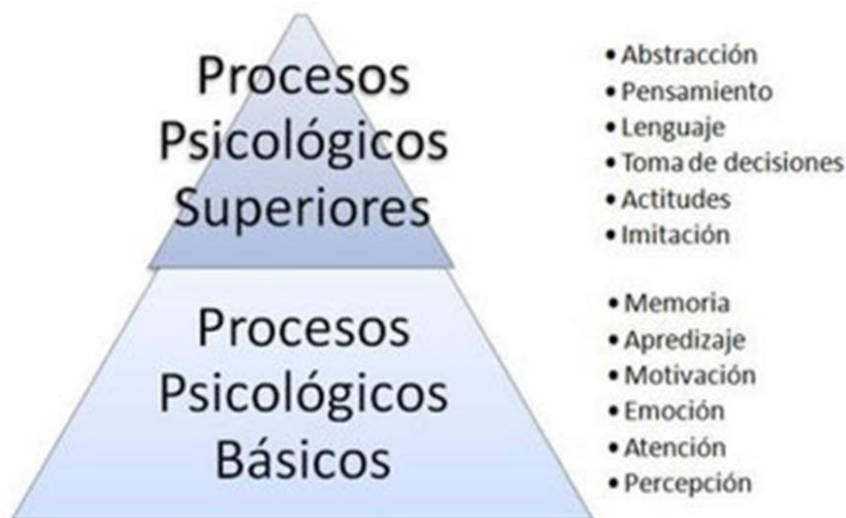 Procesos
Psicológicos
Superiores
• Abstracción
• Pensamiento
• Lenguaje
• Toma de decisiones
• Actitudes
• Imitación
Procesos
Psicológicos
Básicos
• Memoria
• Apredizaje
• Motivación
• Emoción
• Atención
• Percepción